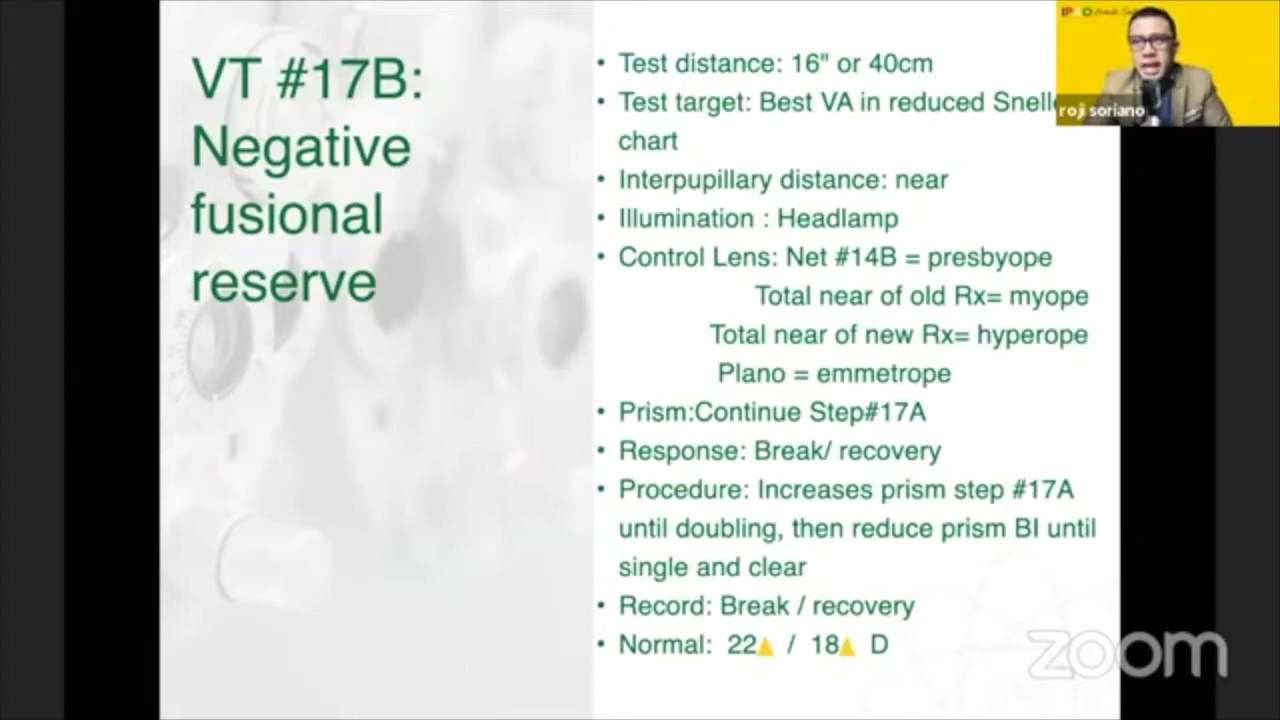 VT #17B:
Negative
fusional
reserve
• Test distance: 16" or 40cm
• Test target: Best VA in reduced Snell
chart
• Interpupillary distance: near
• Illumination : Headlamp
• Control Lens: Net #14B = presbyope
Total near of old Rx= myope
Total near of new Rx= hyperope
Plano = emmetrope
• Prism:Continue Step#17A
• Response: Break/ recovery
• Procedure: Increases prism step #17A
until doubling, then reduce prism BI until
single and clear
• Record: Break / recovery
• Normal: 22▲ / 18▲ D
roji soriano
zoom